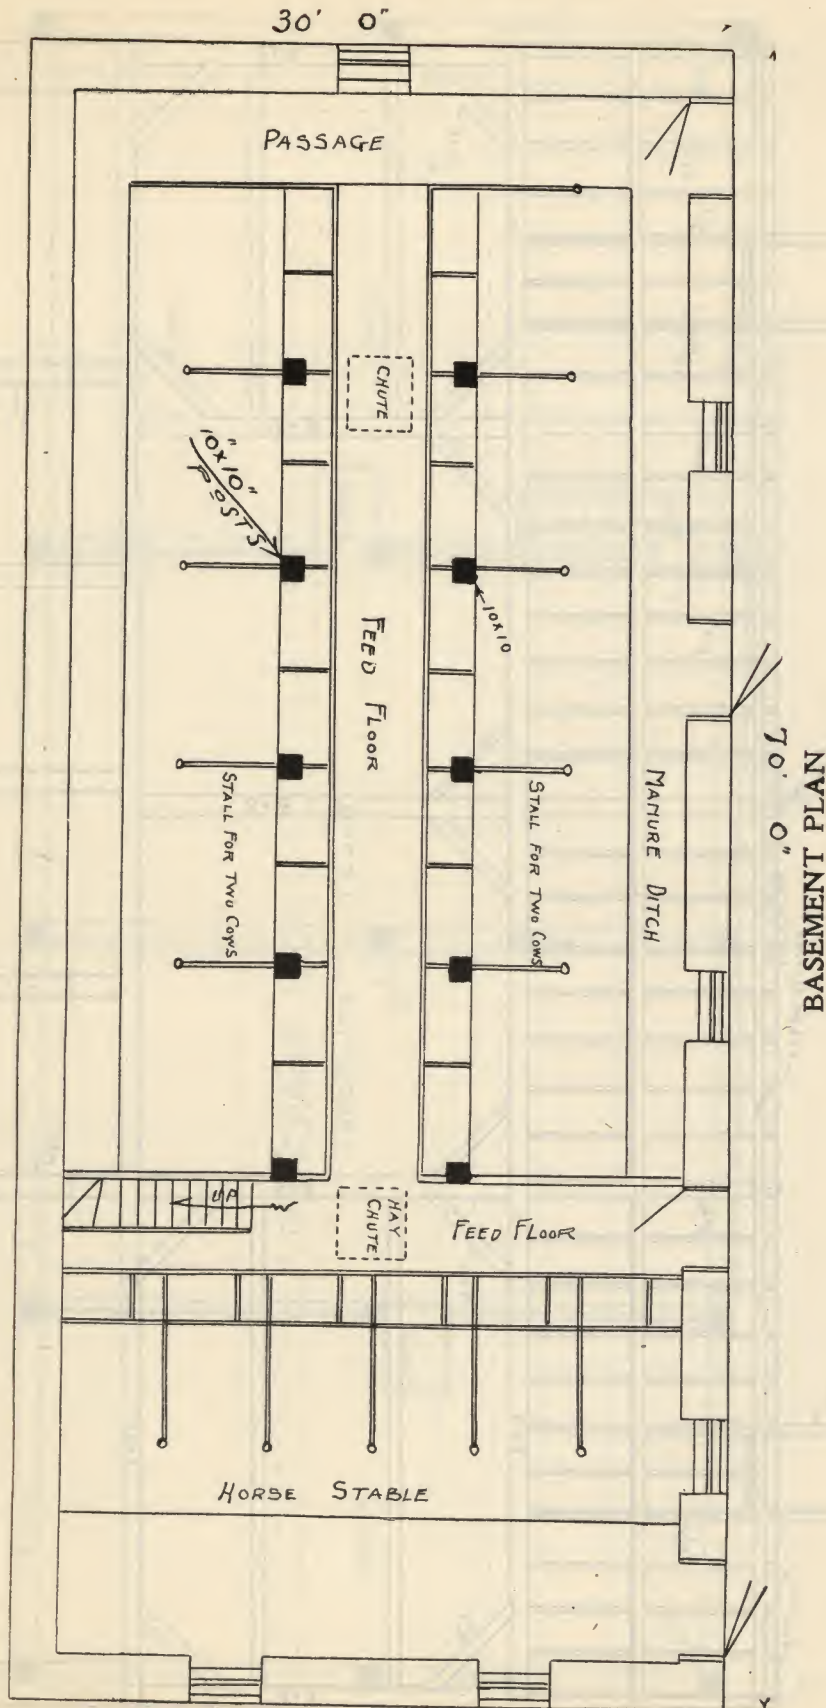 30' 0"
PASSAGE
CHUTE
10"x10"
POSTS
10x10
FEED FLOOR
STALL FOR TWO COWS
STALL FOR TWO COWS
MANURE DITCH
70' 0"
BASEMENT PLAN
UP
HAY
CHUTE
FEED FLOOR
HORSE STABLE